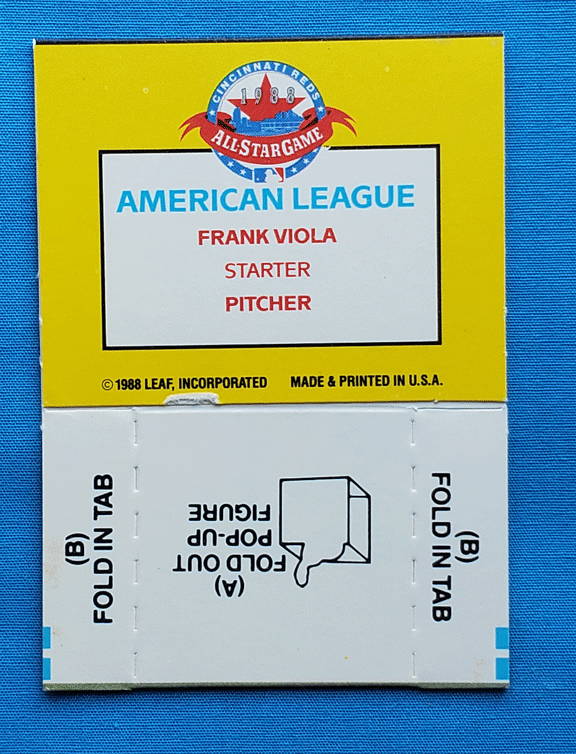 CINCINNATI REDS
1988
ALL-STAR GAME
AMERICAN LEAGUE
FRANK VIOLA
STARTER
PITCHER
© 1988 LEAF, INCORPORATED MADE & PRINTED IN U.S.A.
(B)
FOLD IN TAB
(A)
FOLD OUT
POP-UP
FIGURE
(B)
FOLD IN TAB